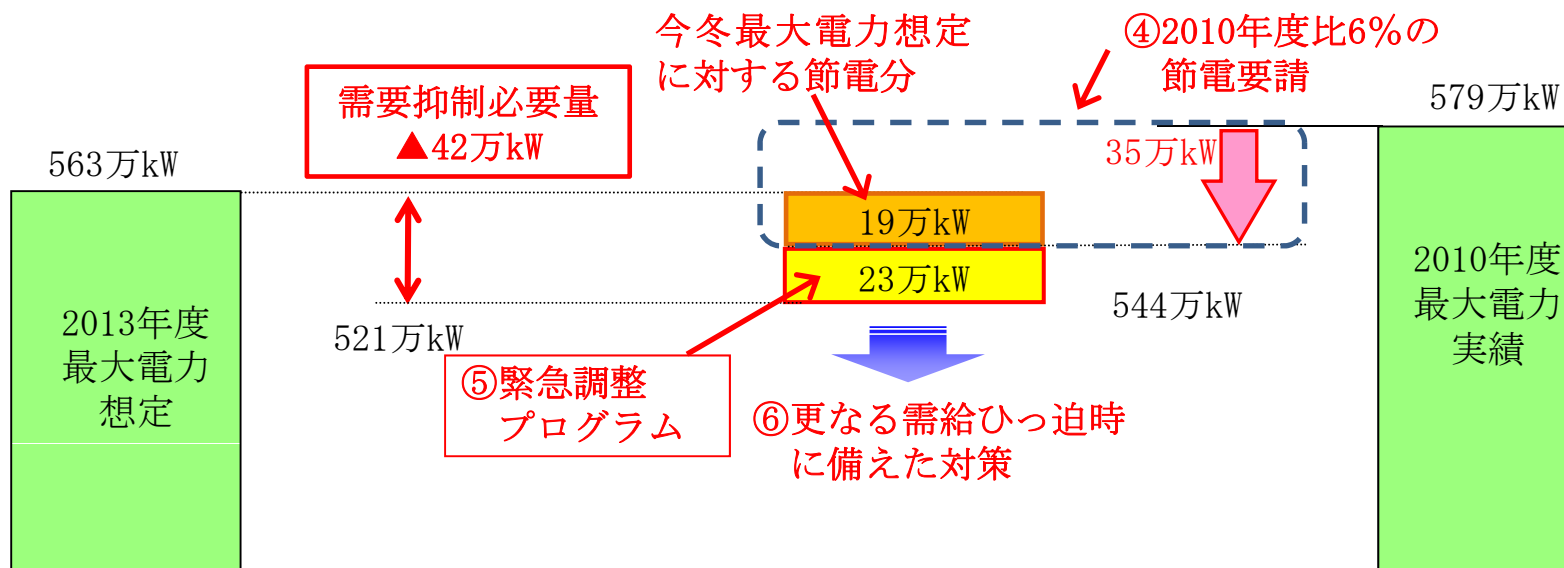 今冬最大電力想定
に対する節電分
④2010年度比6%の
節電要請
579万kW
需要抑制必要量
▲42万kW
563万kW
35万kW
19万kW
23万kW
2013年度
最大電力
想定
521万kW
544万kW
2010年度
最大電力
実績
⑤緊急調整
プログラム
⑥更なる需給ひっ迫時
に備えた対策